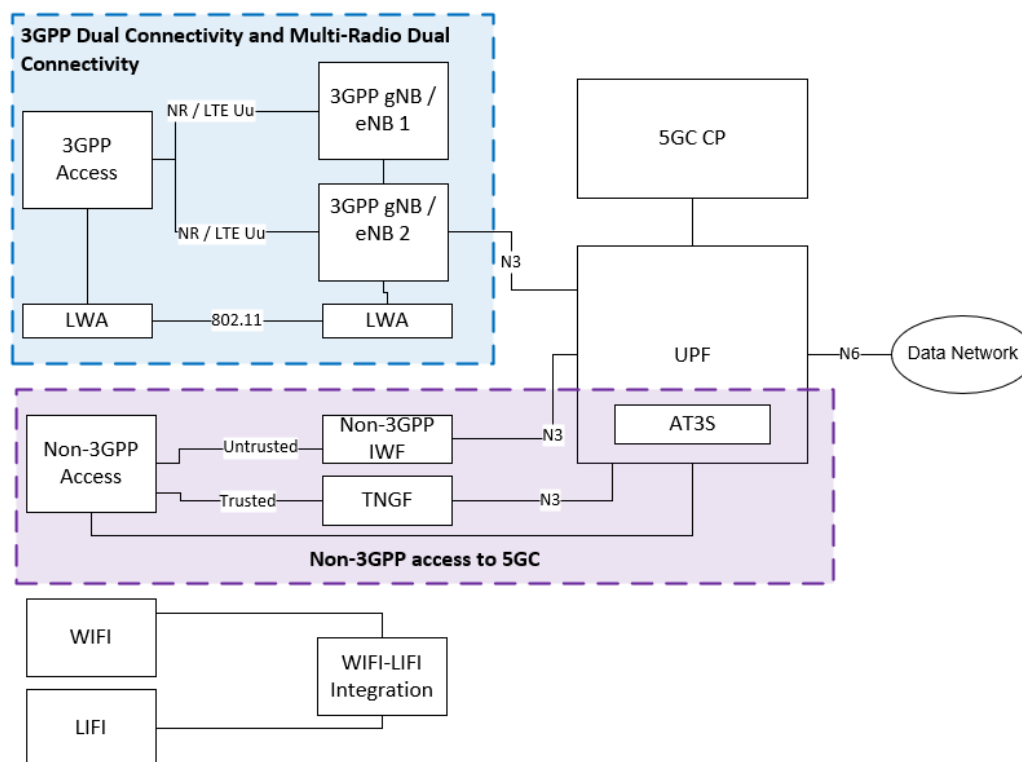 3GPP Dual Connectivity and Multi-Radio Dual
Connectivity
3GPP
Access
NR / LTE Uu
3GPP gNB /
eNB 1
NR / LTE Uu
3GPP gNB /
eNB 2
LWA
802.11
LWA
N3
5GC CP
UPF
N6
Data Network
AT3S
Non-3GPP
Access
Untrusted
Non-3GPP
IWF
N3
Trusted
TNGF
N3
Non-3GPP access to 5GC
WIFI
WIFI-LIFI
Integration
LIFI